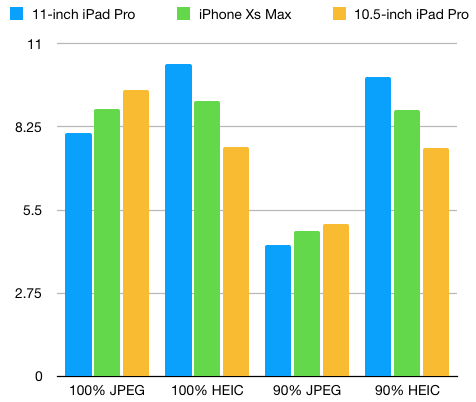 11-inch iPad Pro iPhone Xs Max 10.5-inch iPad Pro
11
8.25
5.5
2.75
0
100% JPEG 100% HEIC 90% JPEG 90% HEIC